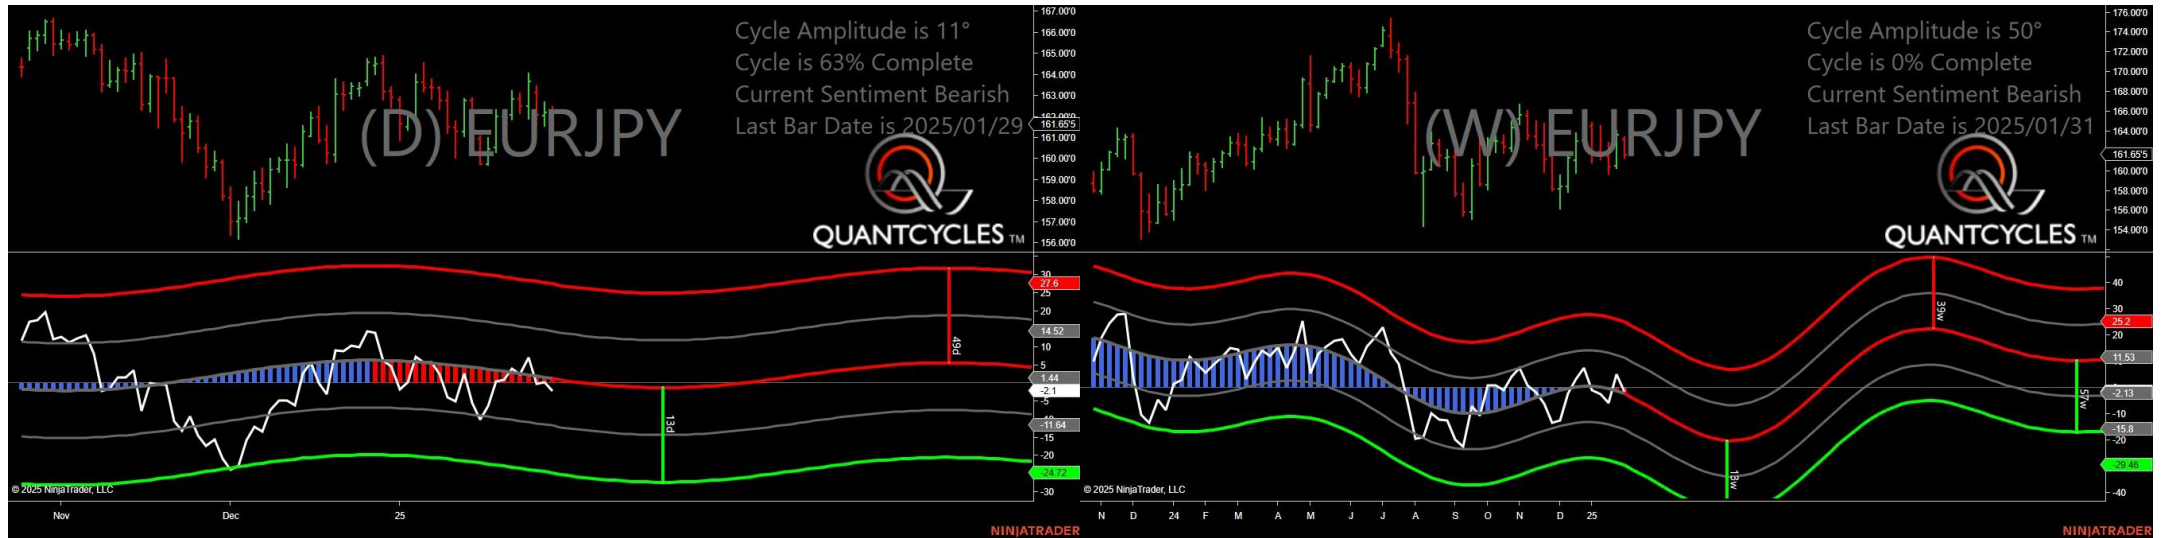 Cycle Amplitude is 11°
Cycle is 63% Complete
Current Sentiment Bearish
Last Bar Date is 2025/01/29
(D) EURJPY
QUANTCYCLES TM
167.00'0
166.00'0
165.00'0
164.00'0
163.00'0
161.65'5
161.00'0
160.00'0
159.00'0
158.00'0
157.00'0
156.00'0
30
27.6
25
20
14.52
10
5
1.44
-2.1
-5
-11.64
-15
-20
-24.72
-30
49d
13d
© 2025 NinjaTrader, LLC
Nov Dec 25
NINJATRADER
Cycle Amplitude is 50°
Cycle is 0% Complete
Current Sentiment Bearish
Last Bar Date is 2025/01/31
(W) EURJPY
QUANTCYCLES TM
176.00'0
174.00'0
172.00'0
170.00'0
168.00'0
166.00'0
164.00'0
161.65'5
160.00'0
158.00'0
156.00'0
154.00'0
40
30
25.2
20
11.53
-2.13
-10
-15.8
-20
-29.46
-40
39w
57w
© 2025 NinjaTrader, LLC
N D 24 F M A M J J A S O N D 25
NINJATRADER